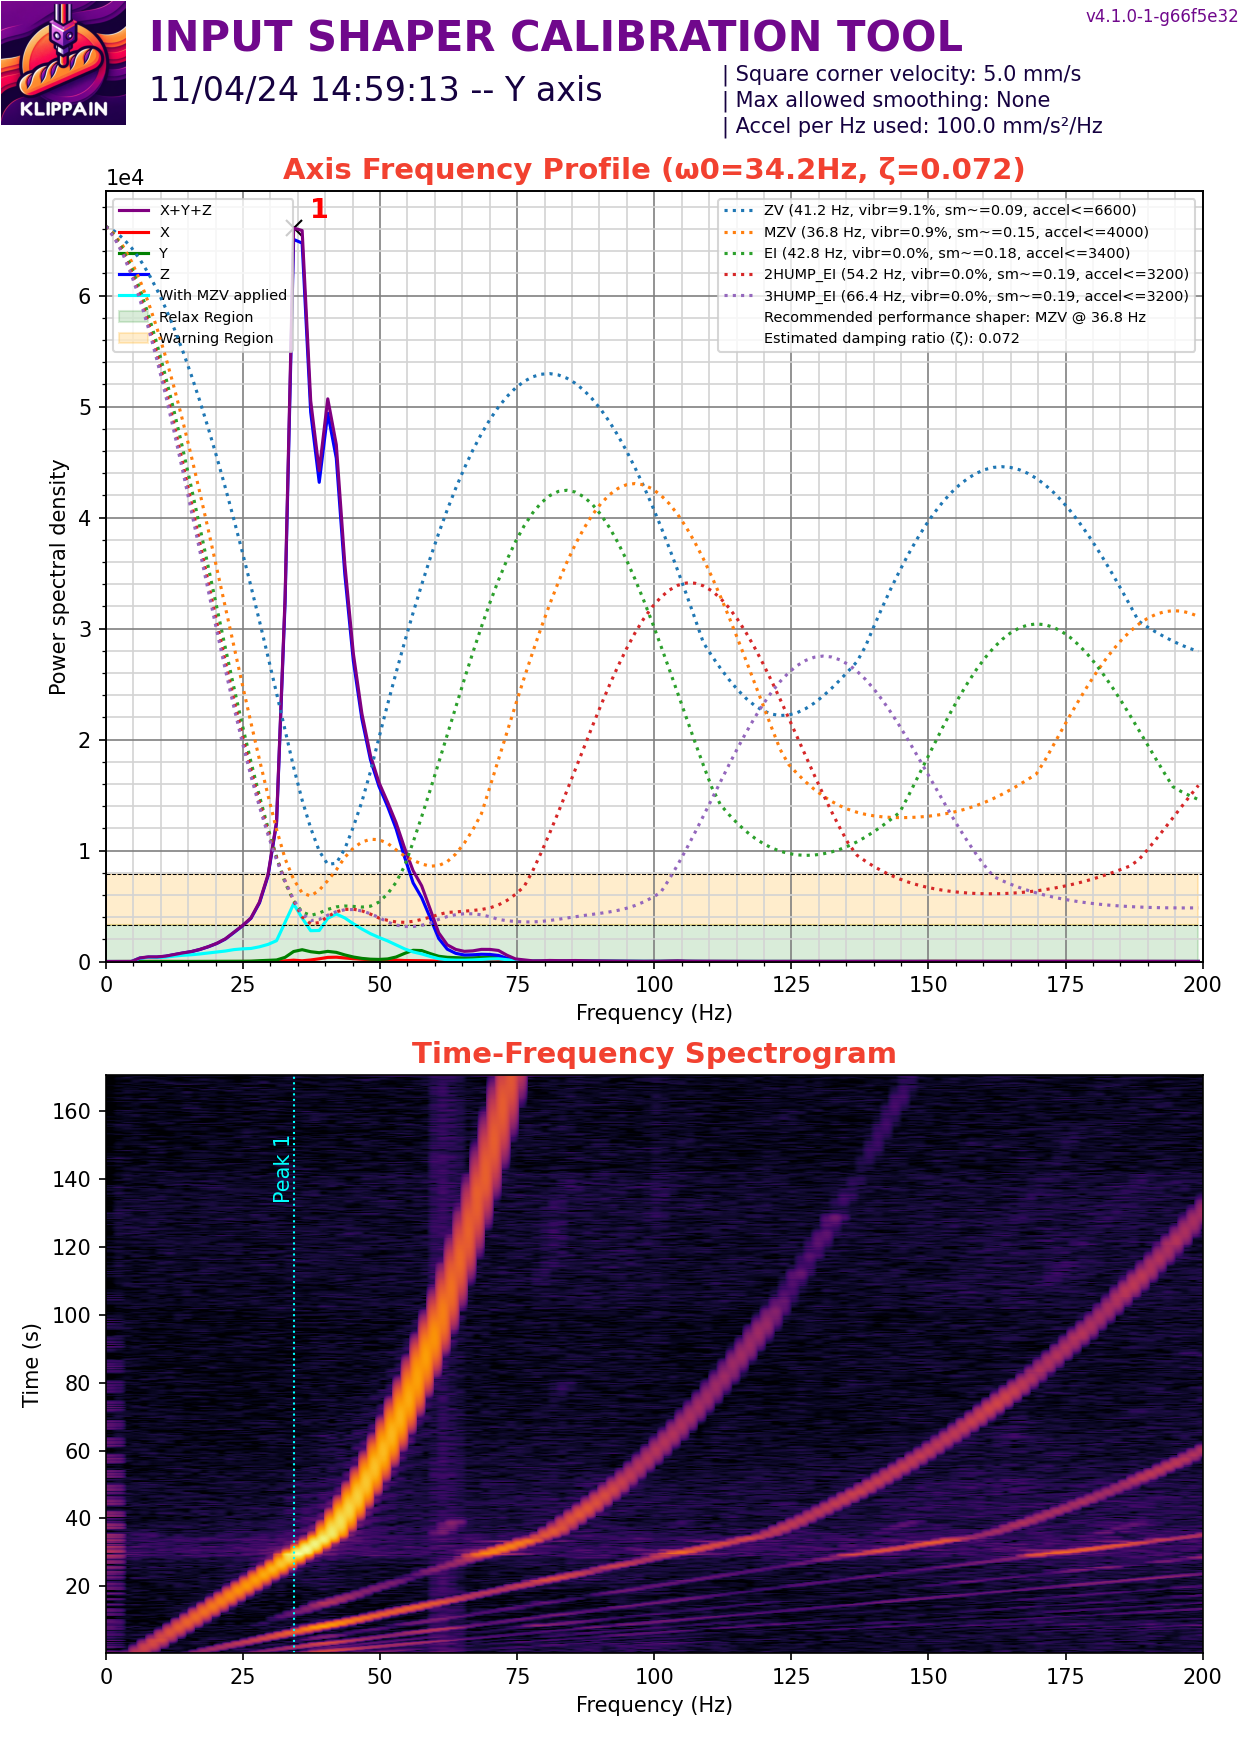 v4.1.0-1-g66f5e32
INPUT SHAPER CALIBRATION TOOL
11/04/24 14:59:13 -- Y axis
| Square corner velocity: 5.0 mm/s
| Max allowed smoothing: None
| Accel per Hz used: 100.0 mm/s²/Hz
KLIPPAIN
Axis Frequency Profile (ω0=34.2Hz, ζ=0.072)
1e4
X+Y+Z
X
Y
Z
With MZV applied
Relax Region
Warning Region
1
ZV (41.2 Hz, vibr=9.1%, sm~=0.09, accel<=6600)
MZV (36.8 Hz, vibr=0.9%, sm~=0.15, accel<=4000)
EI (42.8 Hz, vibr=0.0%, sm~=0.18, accel<=3400)
2HUMP_EI (54.2 Hz, vibr=0.0%, sm~=0.19, accel<=3200)
3HUMP_EI (66.4 Hz, vibr=0.0%, sm~=0.19, accel<=3200)
Recommended performance shaper: MZV @ 36.8 Hz
Estimated damping ratio (ζ): 0.072
Power spectral density
6
5
4
3
2
1
0
0 25 50 75 100 125 150 175 200
Frequency (Hz)
Time-Frequency Spectrogram
Peak 1
Time (s)
160
140
120
100
80
60
40
20
0 25 50 75 100 125 150 175 200
Frequency (Hz)